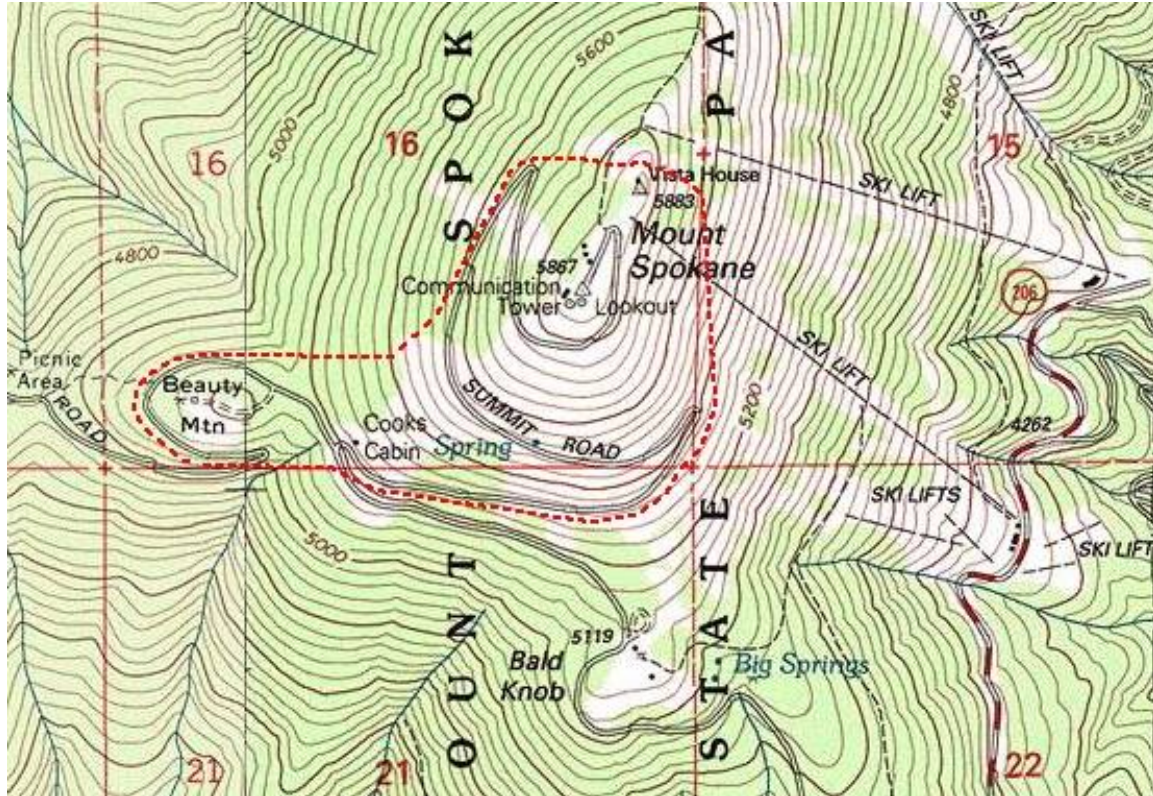 SPOK
PA
SKI LIFT
5600
4800
5000
16
16
15
Vista House
5883
SKI LIFT
Mount
Spokane
4800
5867
Communication
Tower
Lookout
206
Picnic
Area
Beauty
Mtn
ROAD
SKI LIFT
SUMMIT ROAD
5200
Cooks
Cabin
Spring
4262
SKI LIFTS
SKI LIFT
5000
OUNT
STATE
5119
Bald
Knob
Big Springs
21
21
22